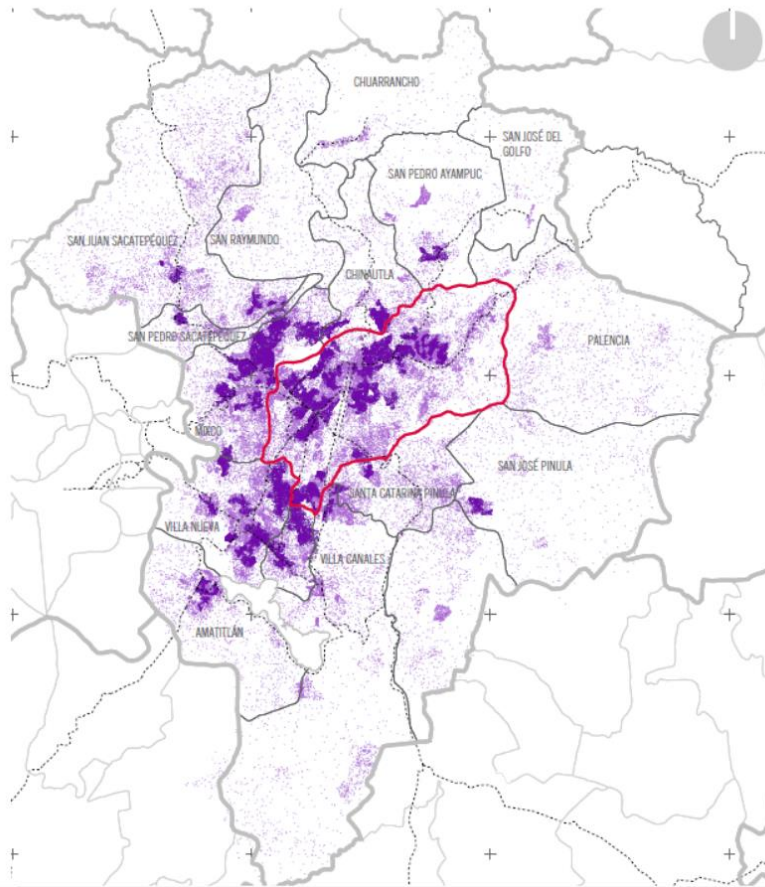 CHUARRANCHO
SAN JOSÉ DEL
GOLFO
SAN PEDRO AYAMPUC
SAN JUAN SACATEPÉQUEZ
SAN RAYMUNDO
CHINAUTLA
SAN PEDRO SACATEPÉQUEZ
PALENCIA
MIXCO
SAN JOSÉ PINULA
SANTA CATARINA PINULA
VILLA NUEVA
VILLA CANALES
AMATITLÁN